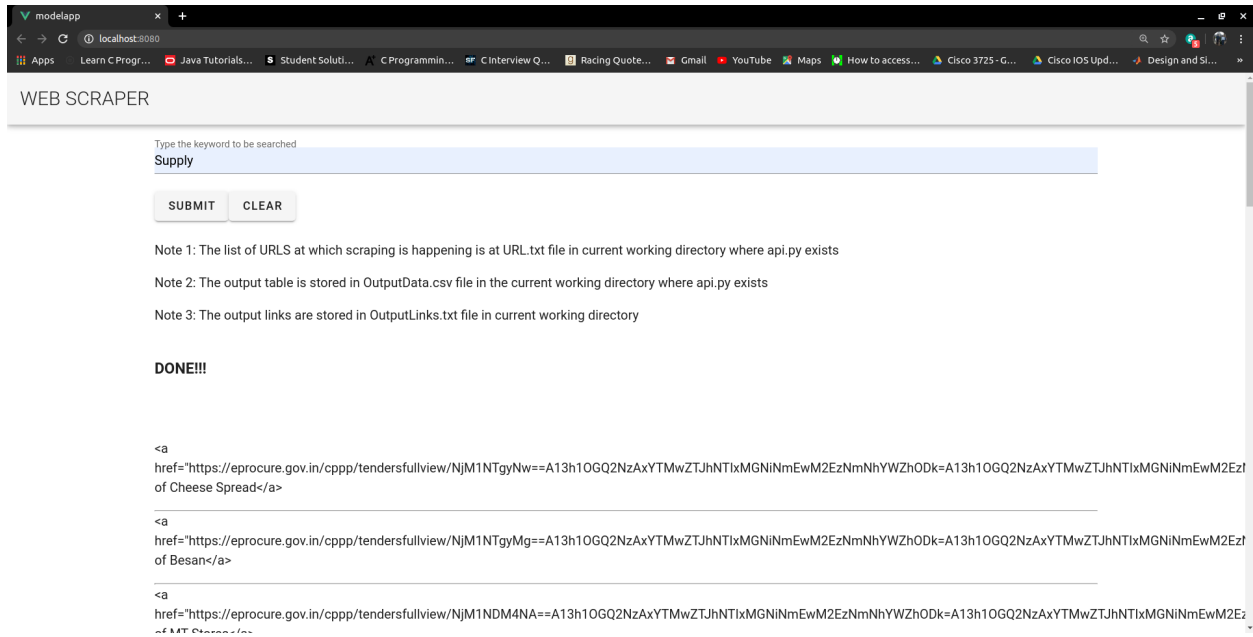 modelapp
localhost:8080
Apps Learn C Progr... Java Tutorials... Student Soluti... C Programmin... C Interview Q... Racing Quote... Gmail YouTube Maps How to access... Cisco 3725 - G... Cisco IOS Upd... Design and Si... »
WEB SCRAPER
Type the keyword to be searched
Supply
SUBMIT CLEAR
Note 1: The list of URLS at which scraping is happening is at URL.txt file in current working directory where api.py exists
Note 2: The output table is stored in OutputData.csv file in the current working directory where api.py exists
Note 3: The output links are stored in OutputLinks.txt file in current working directory
DONE!!!
<a
href="https://eprocure.gov.in/cppp/tendersfullview/NjM1NTgyNw==A13h1OGQ2NzAxYTMwZTJhNTIxMGNiNmEwM2EzNmNhYWZhODk=A13h1OGQ2NzAxYTMwZTJhNTIxMGNiNmEwM2Ez
of Cheese Spread</a>
<a
href="https://eprocure.gov.in/cppp/tendersfullview/NjM1NTgyMg==A13h1OGQ2NzAxYTMwZTJhNTIxMGNiNmEwM2EzNmNhYWZhODk=A13h1OGQ2NzAxYTMwZTJhNTIxMGNiNmEwM2Ez
of Besan</a>
<a
href="https://eprocure.gov.in/cppp/tendersfullview/NjM1NDM4NA==A13h1OGQ2NzAxYTMwZTJhNTIxMGNiNmEwM2EzNmNhYWZhODk=A13h1OGQ2NzAxYTMwZTJhNTIxMGNiNmEwM2Ez
of MT Stores</a>